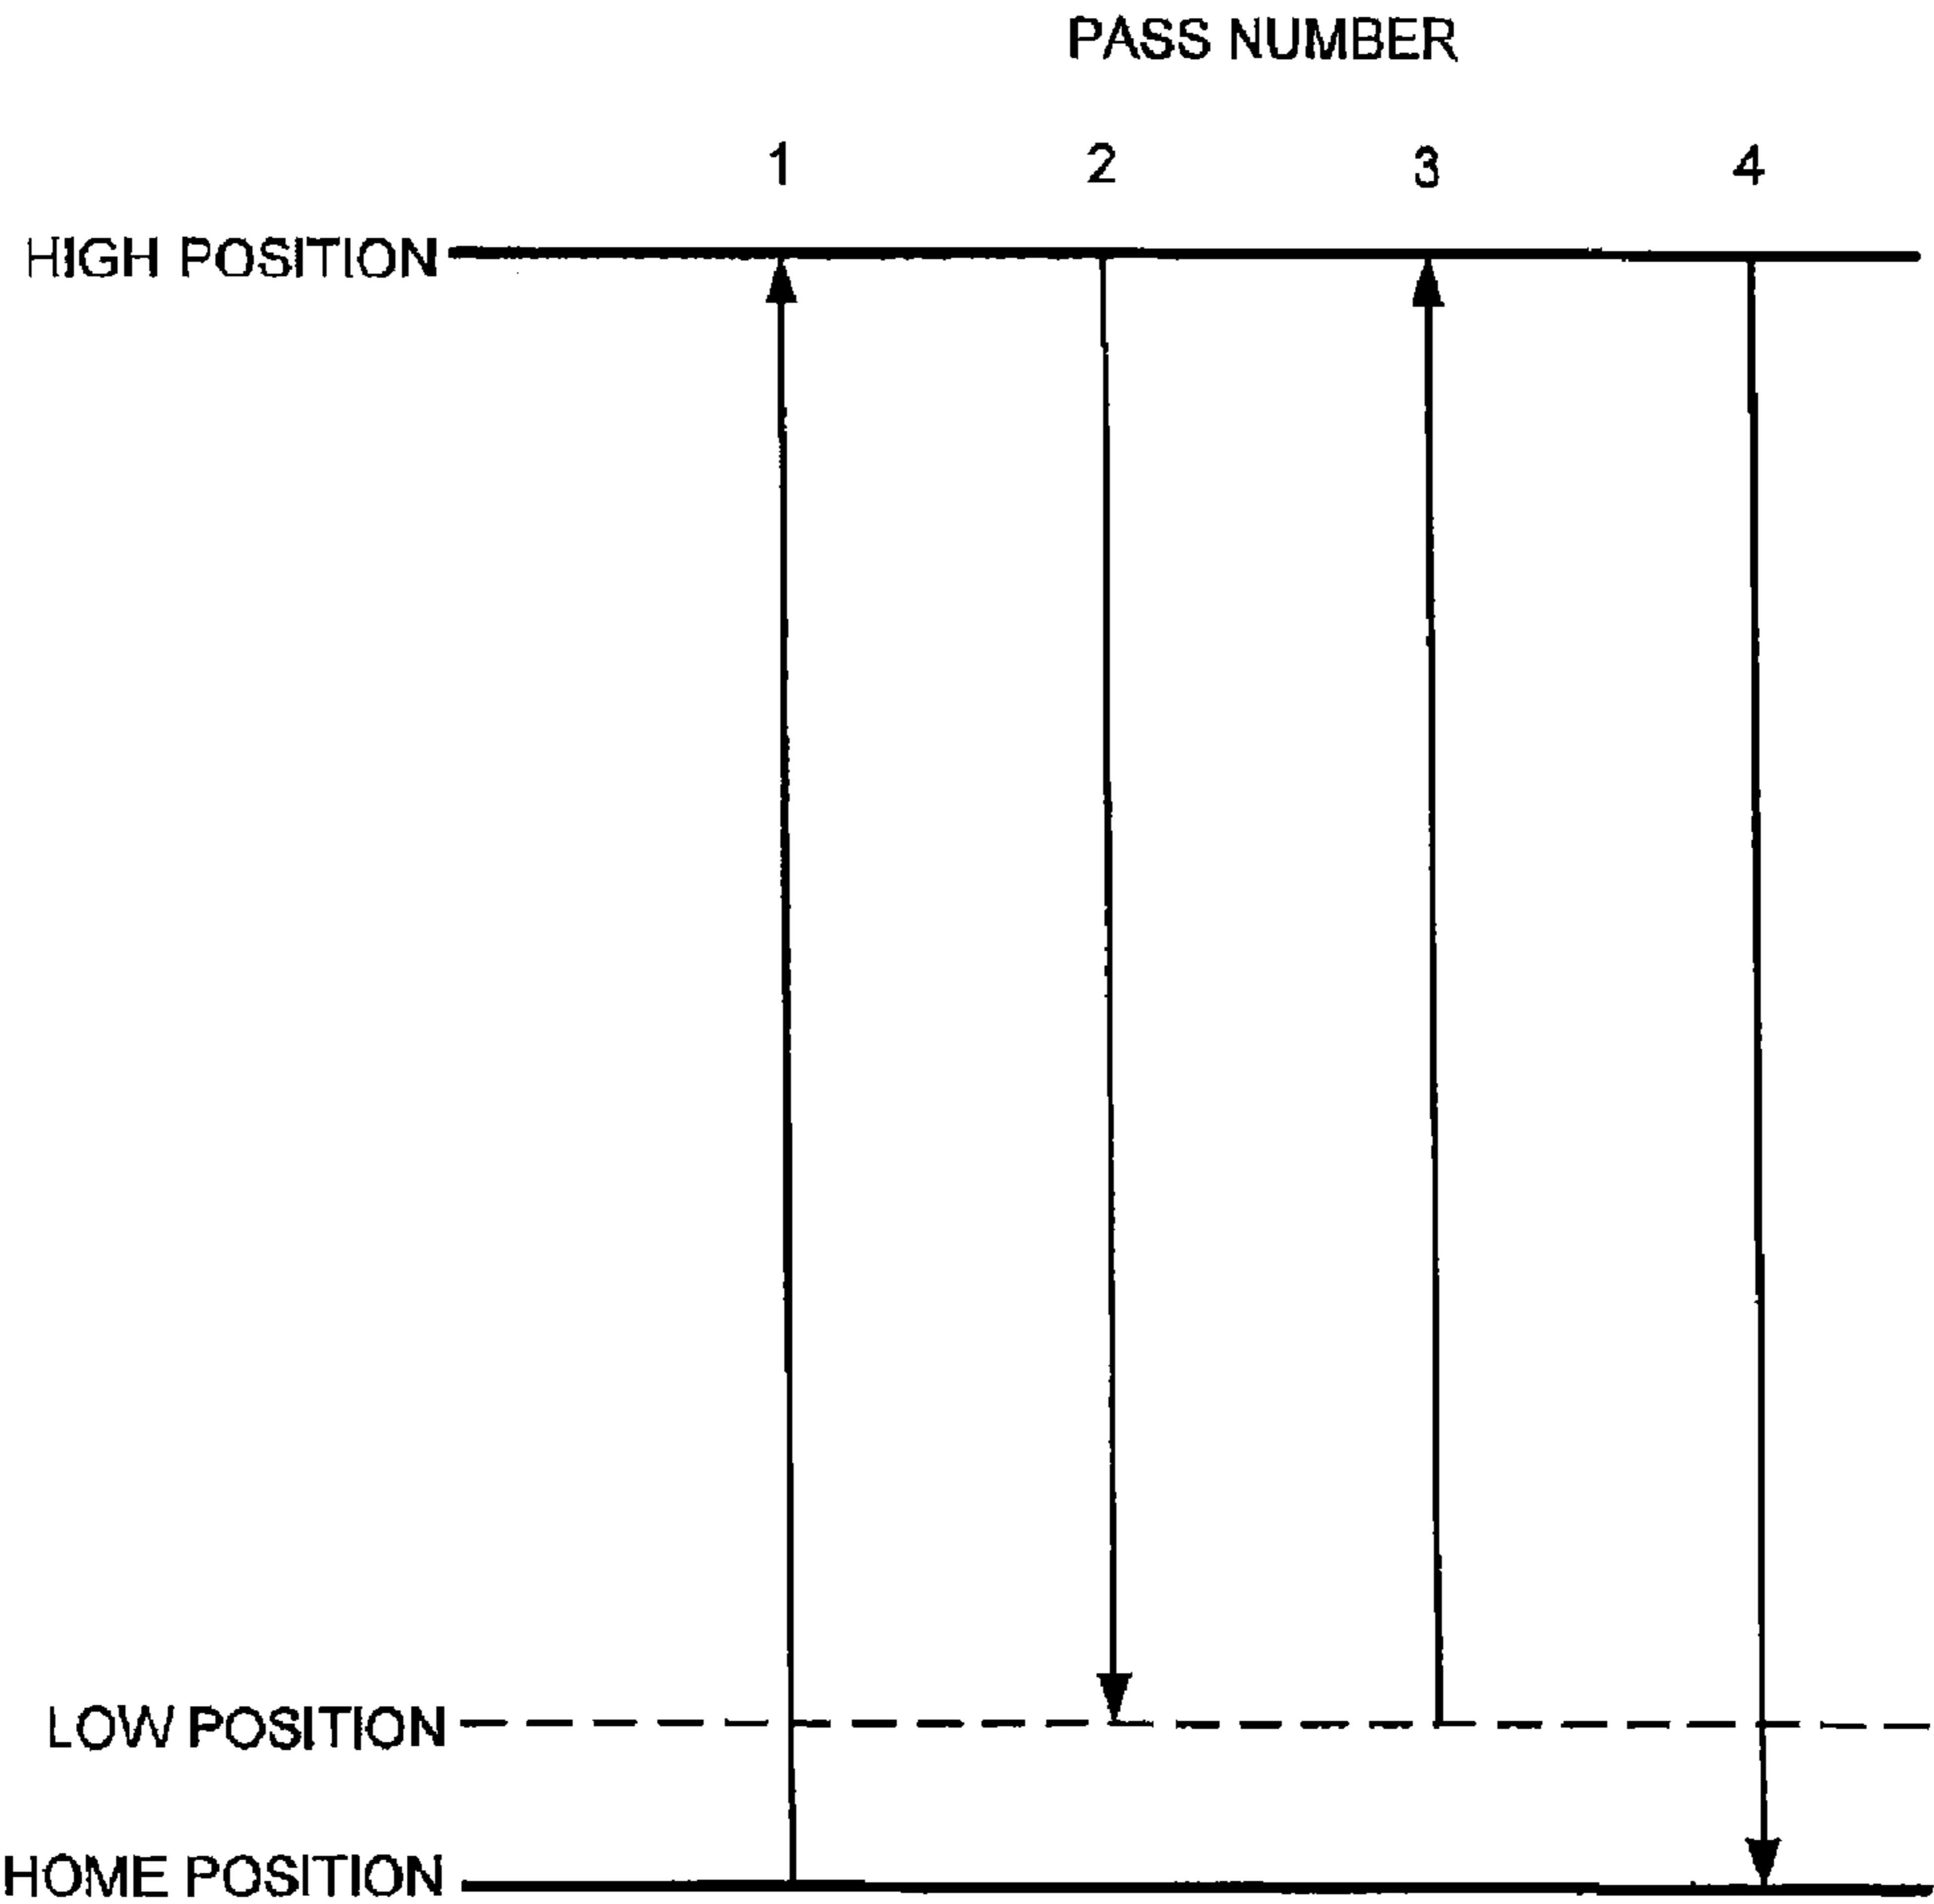 PASS NUMBER
1 2 3 4
HIGH POSITION
LOW POSITION
HOME POSITION